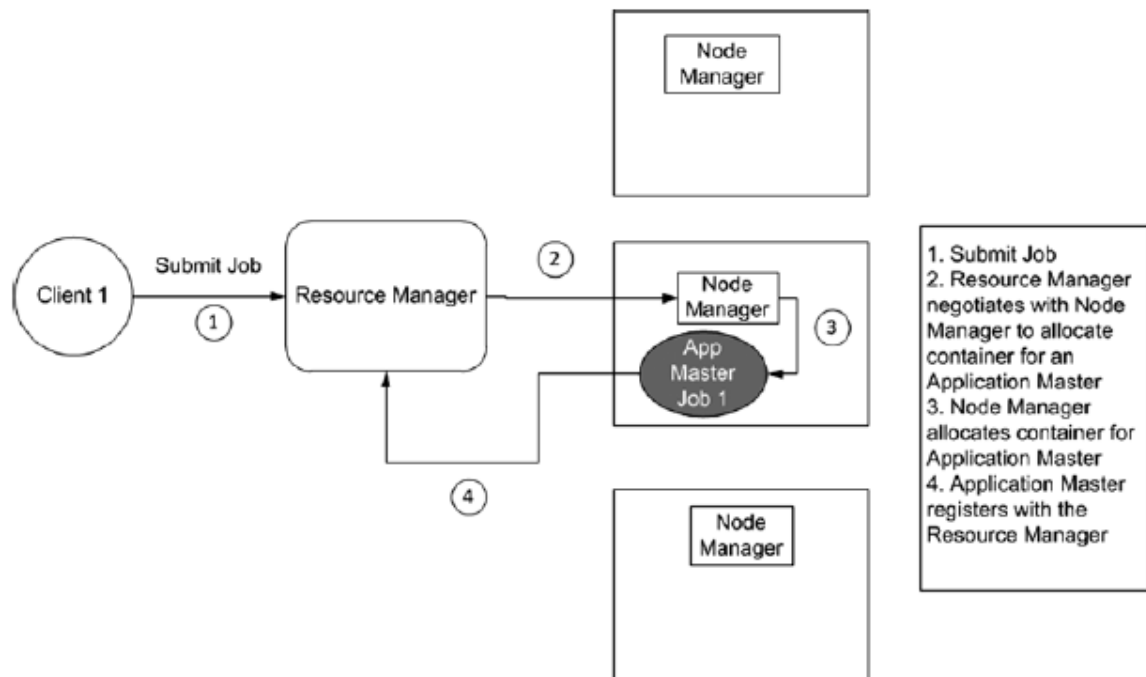 Node
Manager
Submit Job
Client 1
1
Resource Manager
2
Node
Manager
3
App
Master
Job 1
4
Node
Manager
1. Submit Job
2. Resource Manager
negotiates with Node
Manager to allocate
container for an
Application Master
3. Node Manager
allocates container for
Application Master
4. Application Master
registers with the
Resource Manager